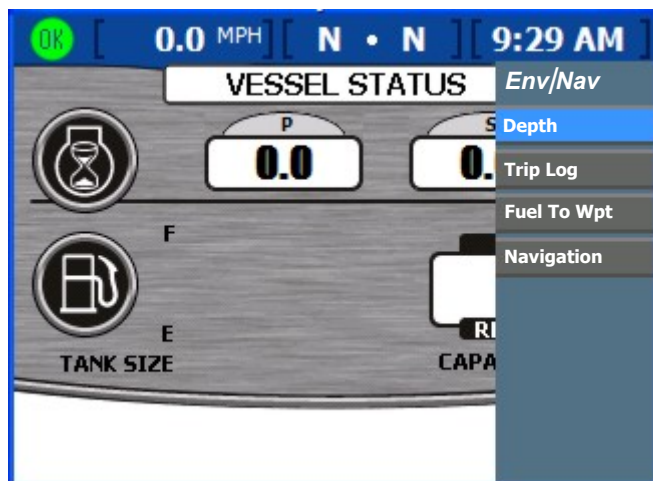 OK [ 0.0 MPH ] [ N • N ] [ 9:29 AM ]
VESSEL STATUS
Env/Nav
P
S
Depth
0.0
0.
Trip Log
Fuel To Wpt
F
Navigation
E
TANK SIZE